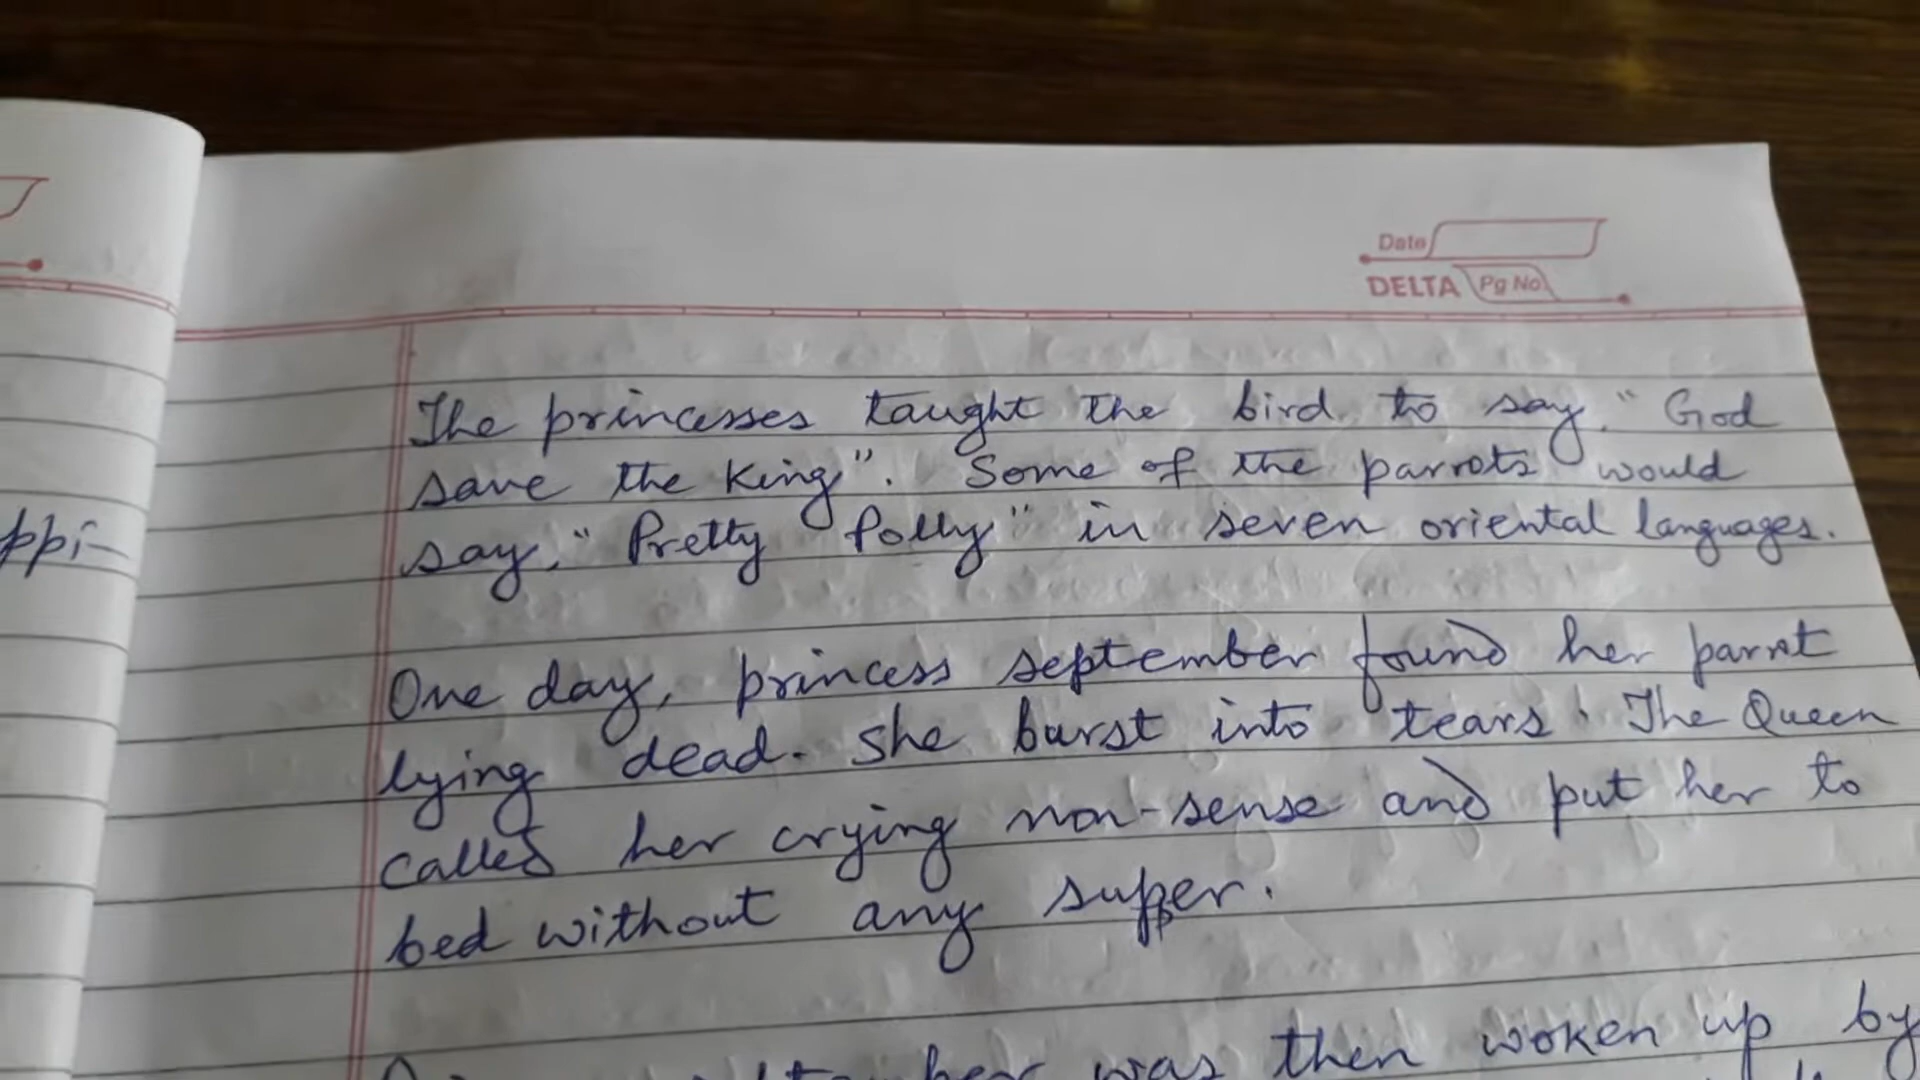 Date
DELTA Pg No
The princesses taught the bird to say, "God
save the King". Some of the parrots would
say, "Pretty Polly" in seven oriental languages.
ppi-
One day, princess september found her parrot
lying dead. She burst into tears. The Queen
called her crying non-sense and put her to
bed without any supper.
was then woken up by